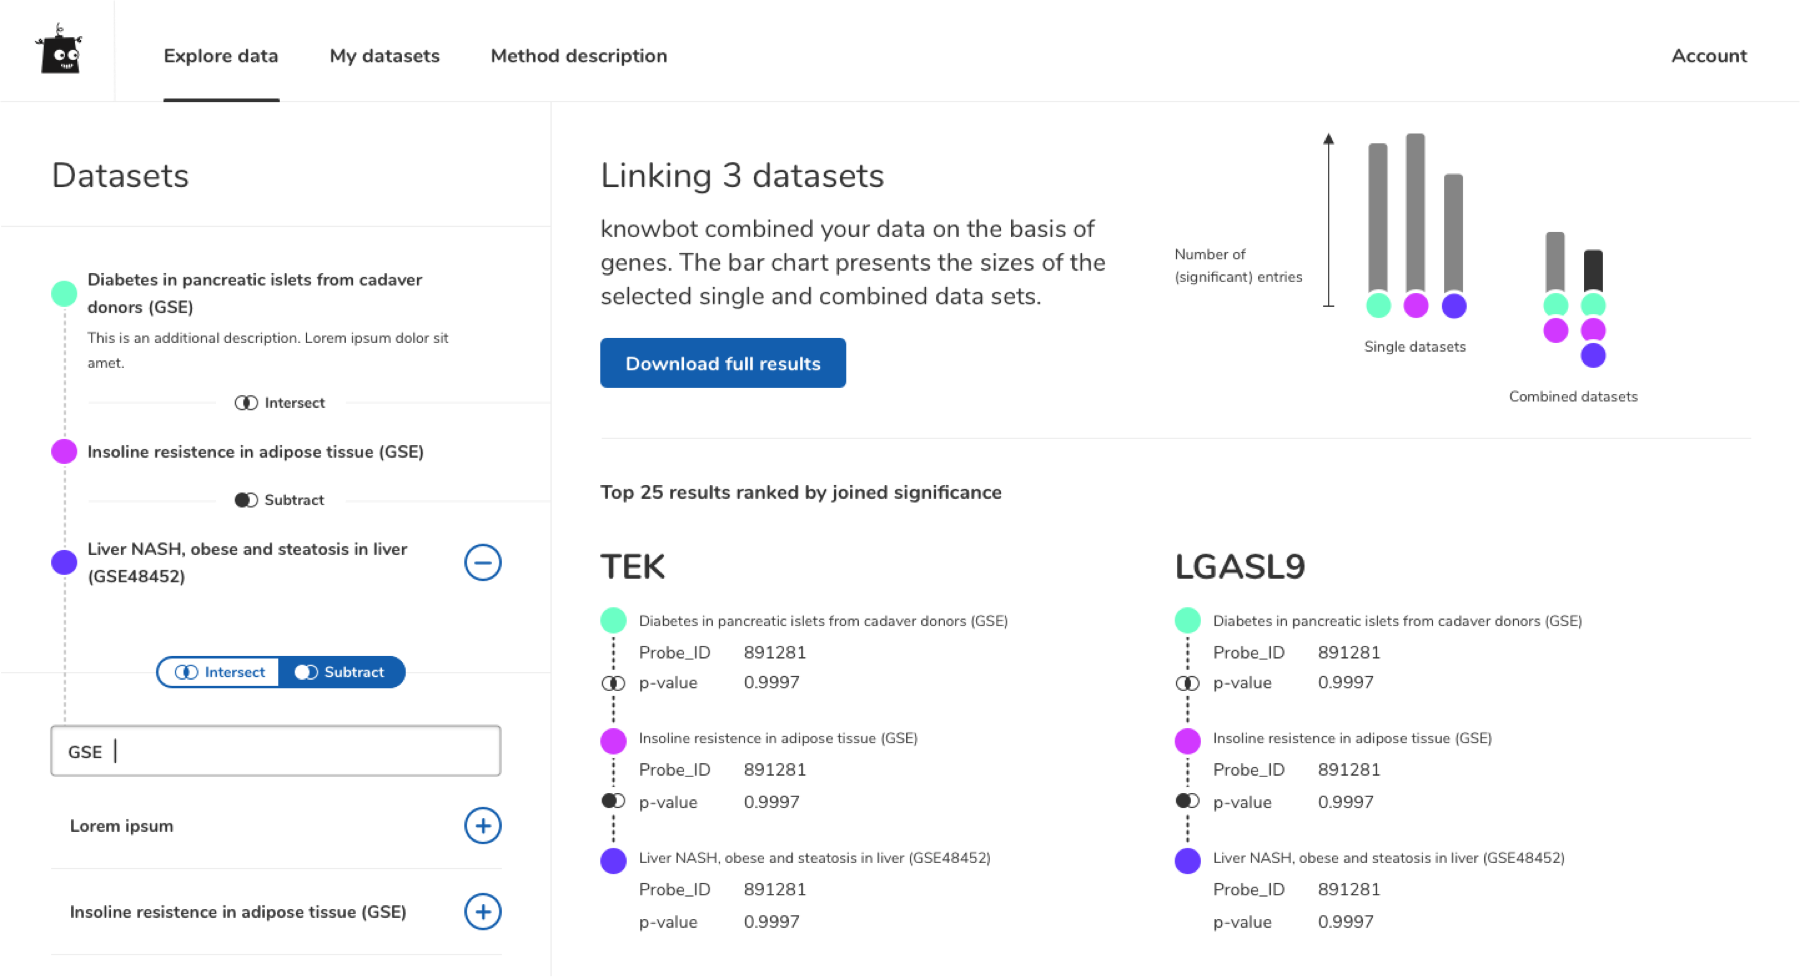 Explore data
My datasets
Method description
Account
Datasets
Diabetes in pancreatic islets from cadaver
donors (GSE)
This is an additional description. Lorem ipsum dolor sit
amet.
Intersect
Insoline resistence in adipose tissue (GSE)
Subtract
Liver NASH, obese and steatosis in liver
(GSE48452)
Intersect
Subtract
GSE
Lorem ipsum
Insoline resistence in adipose tissue (GSE)
Linking 3 datasets
knowbot combined your data on the basis of
genes. The bar chart presents the sizes of the
selected single and combined data sets.
Download full results
Number of
(significant) entries
Single datasets
Combined datasets
Top 25 results ranked by joined significance
TEK
Diabetes in pancreatic islets from cadaver donors (GSE)
Probe_ID 891281
p-value 0.9997
Insoline resistence in adipose tissue (GSE)
Probe_ID 891281
p-value 0.9997
Liver NASH, obese and steatosis in liver (GSE48452)
Probe_ID 891281
p-value 0.9997
LGASL9
Diabetes in pancreatic islets from cadaver donors (GSE)
Probe_ID 891281
p-value 0.9997
Insoline resistence in adipose tissue (GSE)
Probe_ID 891281
p-value 0.9997
Liver NASH, obese and steatosis in liver (GSE48452)
Probe_ID 891281
p-value 0.9997